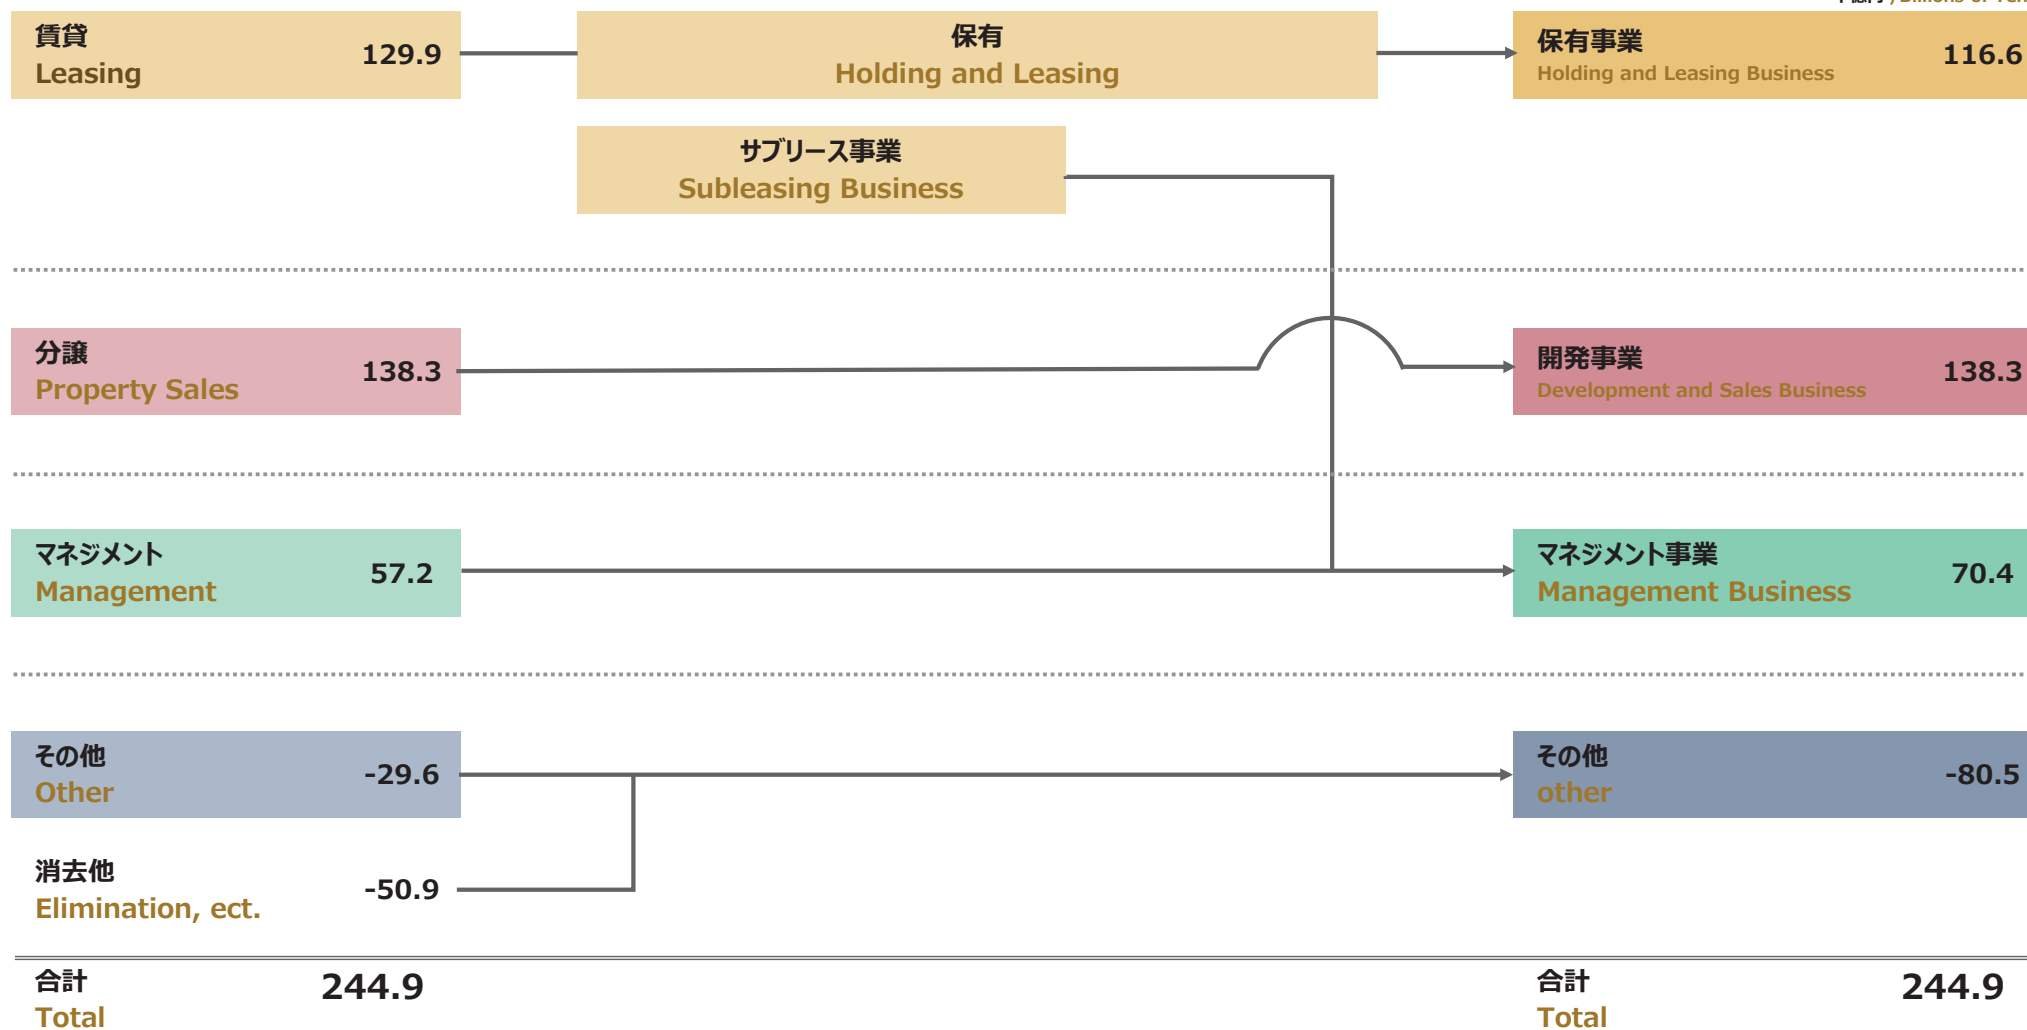 賃貸
Leasing
129.9
保有
Holding and Leasing
保有事業
Holding and Leasing Business
116.6
サブリース事業
Subleasing Business
分譲
Property Sales
138.3
開発事業
Development and Sales Business
138.3
マネジメント
Management
57.2
マネジメント事業
Management Business
70.4
その他
Other
-29.6
その他
other
-80.5
消去他
Elimination, ect.
-50.9
合計
Total
244.9
合計
Total
244.9